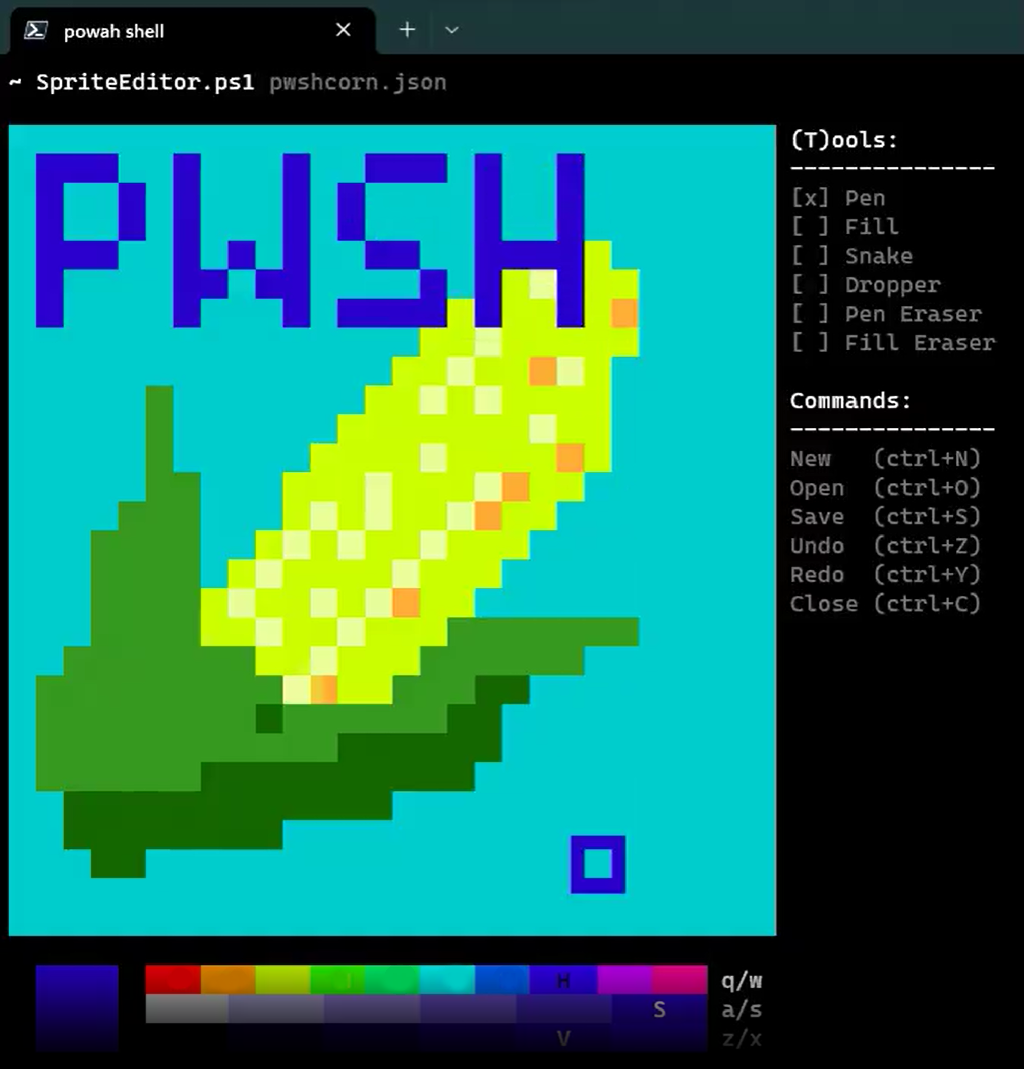 powah shell
~ SpriteEditor.ps1 pwshcorn.json
PWSH
(T)ools:
---------------
[x] Pen
[ ] Fill
[ ] Snake
[ ] Dropper
[ ] Pen Eraser
[ ] Fill Eraser
Commands:
---------------
New (ctrl+N)
Open (ctrl+O)
Save (ctrl+S)
Undo (ctrl+Z)
Redo (ctrl+Y)
Close (ctrl+C)
H q/w
S a/s
V z/x